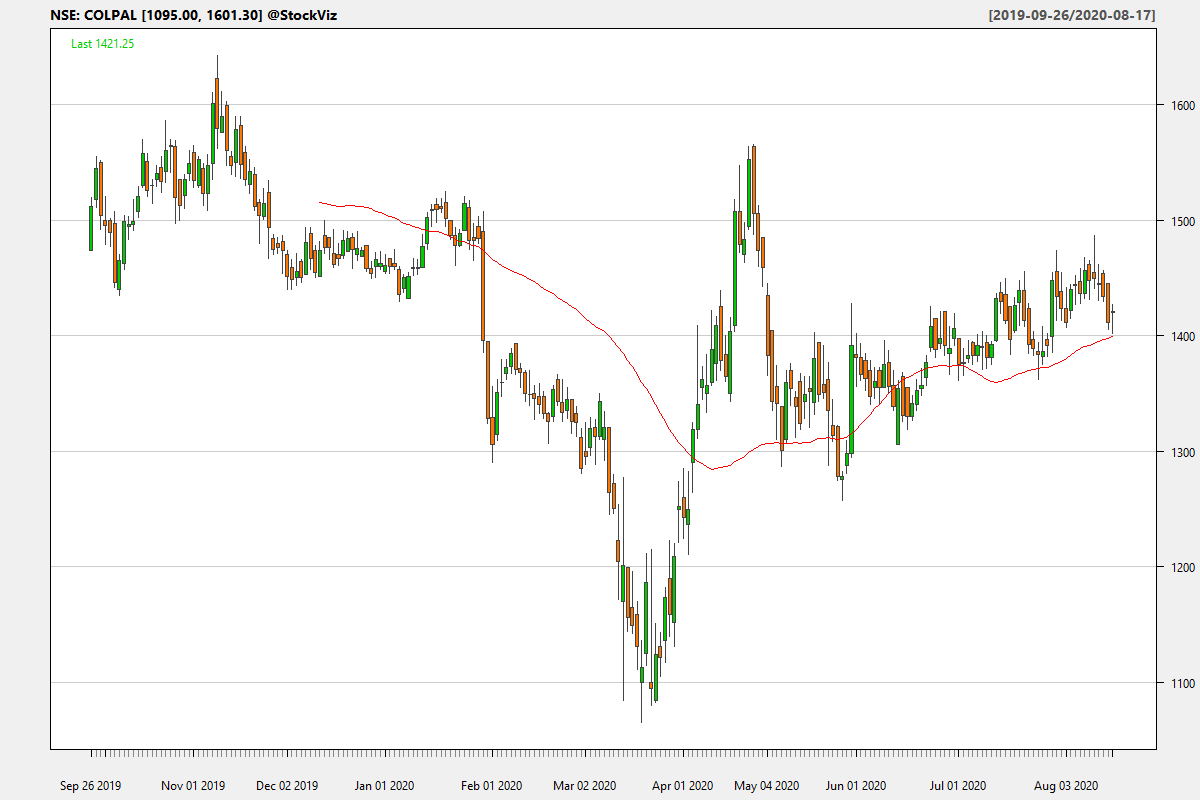 NSE: COLPAL [1095.00, 1601.30] @StockViz [2019-09-26/2020-08-17]
Last 1421.25
1600
1500
1400
1300
1200
1100
Sep 26 2019 Nov 01 2019 Dec 02 2019 Jan 01 2020 Feb 01 2020 Mar 02 2020 Apr 01 2020 May 04 2020 Jun 01 2020 Jul 01 2020 Aug 03 2020